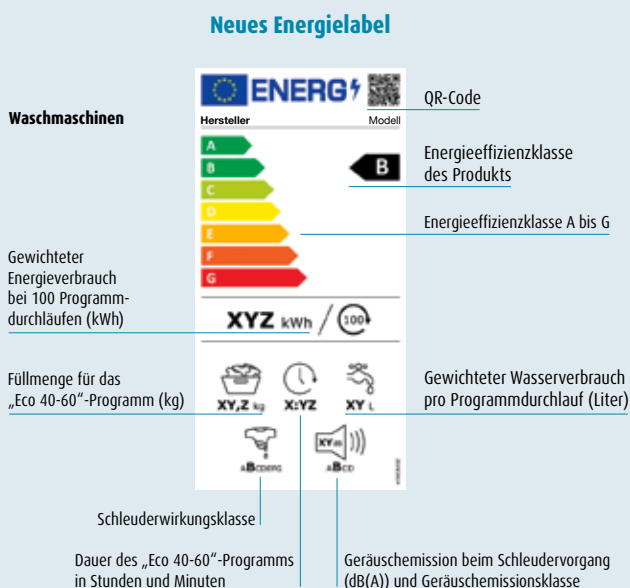 Neues Energielabel
ENERG
QR-Code
Waschmaschinen
Hersteller Modell
A
B
B
C
D
E
F
G
Energieeffizienzklasse
des Produkts
Energieeffizienzklasse A bis G
Gewichteter
Energieverbrauch
bei 100 Programm-
durchläufen (kWh)
XYZ kWh / 100
Füllmenge für das
„Eco 40-60“-Programm (kg)
XY,Z kg
X:YZ
XY L
Gewichteter Wasserverbrauch
pro Programmdurchlauf (Liter)
ABCDEFG
XY dB
ABCD
Schleuderwirkungsklasse
Dauer des „Eco 40-60“-Programms
in Stunden und Minuten
Geräuschemission beim Schleudervorgang
(dB(A)) und Geräuschemissionsklasse